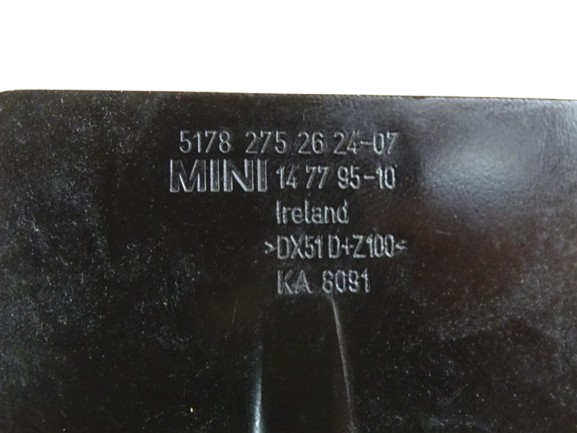 5178 275 26 24-07
MINI 14 77 95-10
Ireland
>DX51 D+Z100<
KA 8091